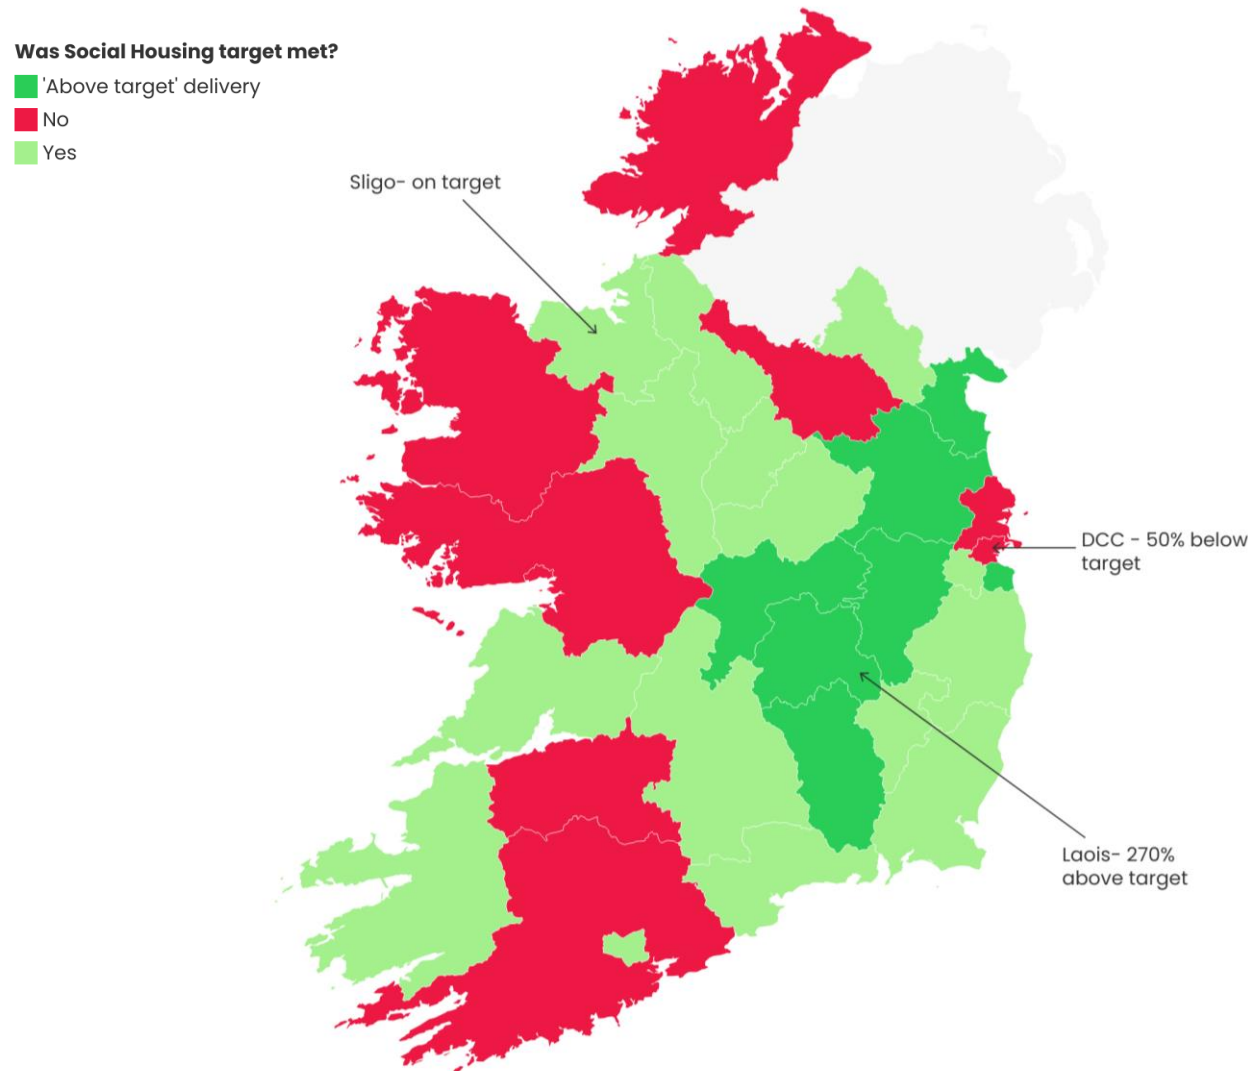 Was Social Housing target met?
'Above target' delivery
No
Yes
Sligo- on target
DCC - 50% below
target
Laois- 270%
above target